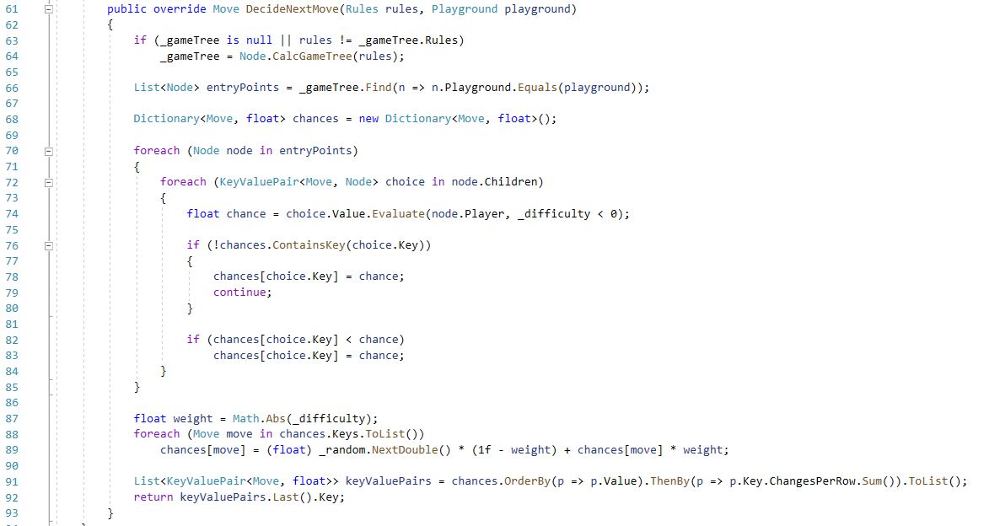 61 public override Move DecideNextMove(Rules rules, Playground playground)
62 {
63 if (_gameTree is null || rules != _gameTree.Rules)
64 _gameTree = Node.CalcGameTree(rules);
65
66 List<Node> entryPoints = _gameTree.Find(n => n.Playground.Equals(playground));
67
68 Dictionary<Move, float> chances = new Dictionary<Move, float>();
69
70 foreach (Node node in entryPoints)
71 {
72 foreach (KeyValuePair<Move, Node> choice in node.Children)
73 {
74 float chance = choice.Value.Evaluate(node.Player, _difficulty < 0);
75
76 if (!chances.ContainsKey(choice.Key))
77 {
78 chances[choice.Key] = chance;
79 continue;
80 }
81
82 if (chances[choice.Key] < chance)
83 chances[choice.Key] = chance;
84 }
85 }
86
87 float weight = Math.Abs(_difficulty);
88 foreach (Move move in chances.Keys.ToList())
89 chances[move] = (float) _random.NextDouble() * (1f - weight) + chances[move] * weight;
90
91 List<KeyValuePair<Move, float>> keyValuePairs = chances.OrderBy(p => p.Value).ThenBy(p => p.Key.ChangesPerRow.Sum()).ToList();
92 return keyValuePairs.Last().Key;
93 }